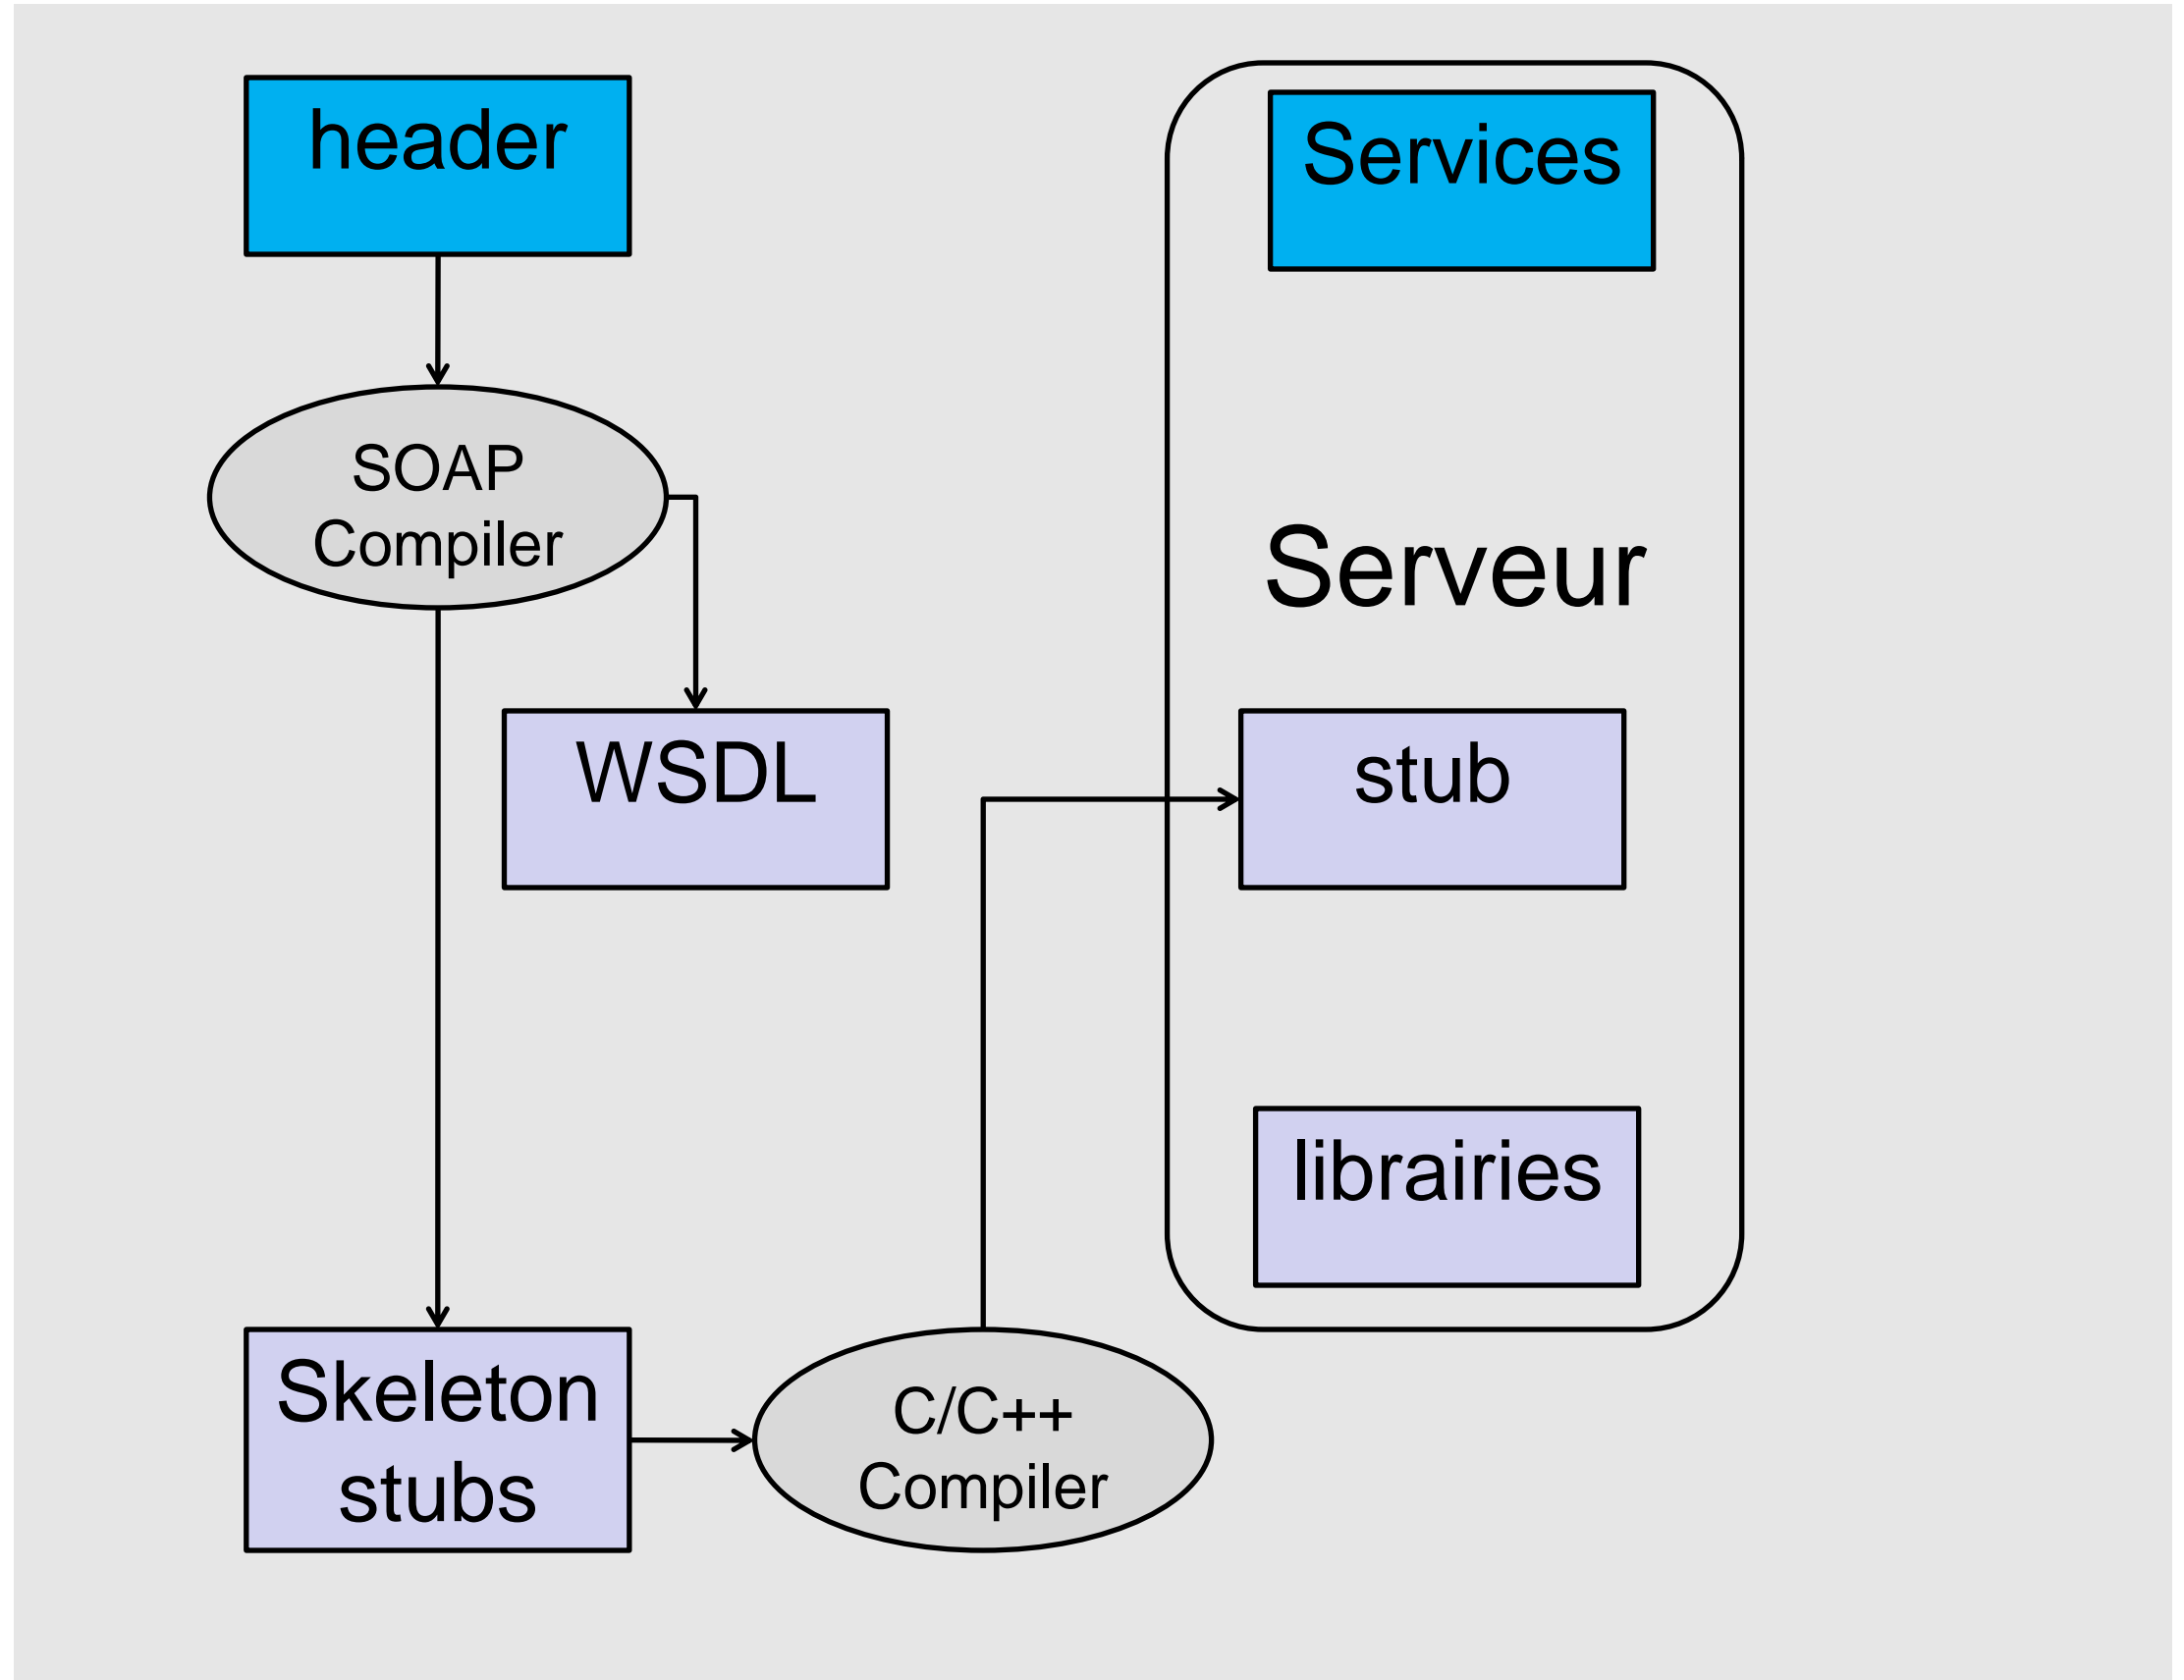 header
SOAP
Compiler
WSDL
Skeleton
stubs
C/C++
Compiler
Services
Serveur
stub
librairies